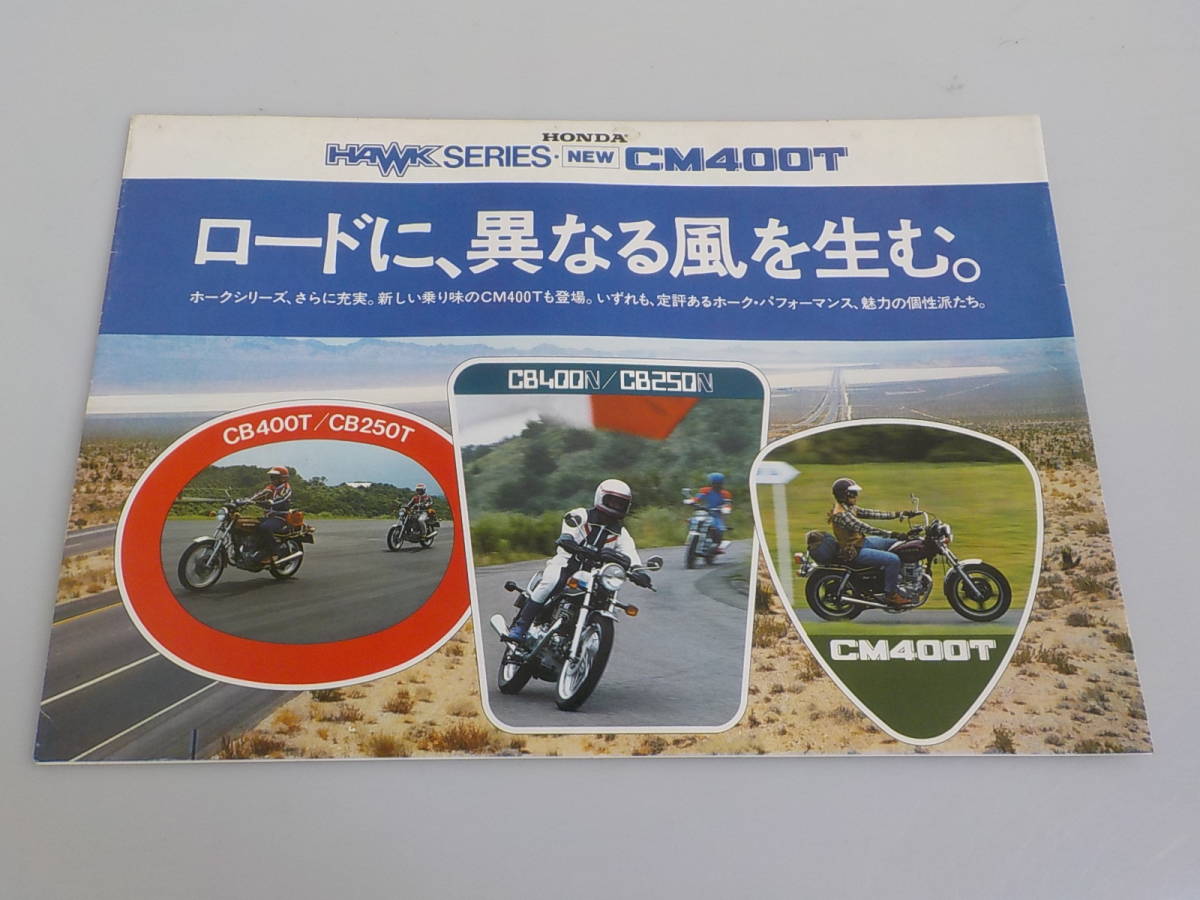 HONDA
HAWK SERIES・NEW CM400T
ロードに、異なる風を生む。
ホークシリーズ、さらに充実。新しい乗り味のCM400Tも登場。いずれも、定評あるホーク・パフォーマンス、魅力の個性派たち。
CB400T/CB250T
CB400N/CB250N
CM400T